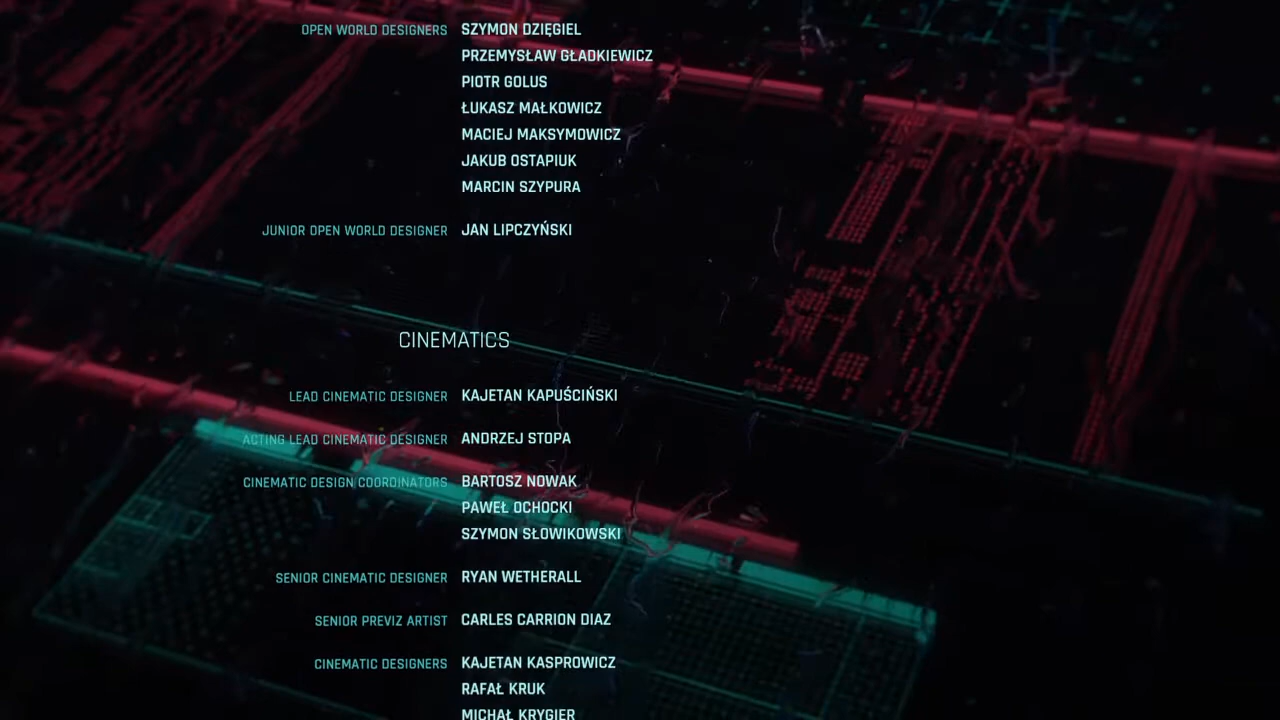 OPEN WORLD DESIGNERS SZYMON DZIĘGIEL
PRZEMYSŁAW GŁADKIEWICZ
PIOTR GOLUS
ŁUKASZ MAŁKOWICZ
MACIEJ MAKSYMOWICZ
JAKUB OSTAPIUK
MARCIN SZYPURA
JUNIOR OPEN WORLD DESIGNER JAN LIPCZYŃSKI
CINEMATICS
LEAD CINEMATIC DESIGNER KAJETAN KAPUŚCIŃSKI
ACTING LEAD CINEMATIC DESIGNER ANDRZEJ STOPA
CINEMATIC DESIGN COORDINATORS BARTOSZ NOWAK
PAWEŁ OCHOCKI
SZYMON SŁOWIKOWSKI
SENIOR CINEMATIC DESIGNER RYAN WETHERALL
SENIOR PREVIZ ARTIST CARLES CARRION DIAZ
CINEMATIC DESIGNERS KAJETAN KASPROWICZ
RAFAŁ KRUK
MICHAŁ KRYGIER